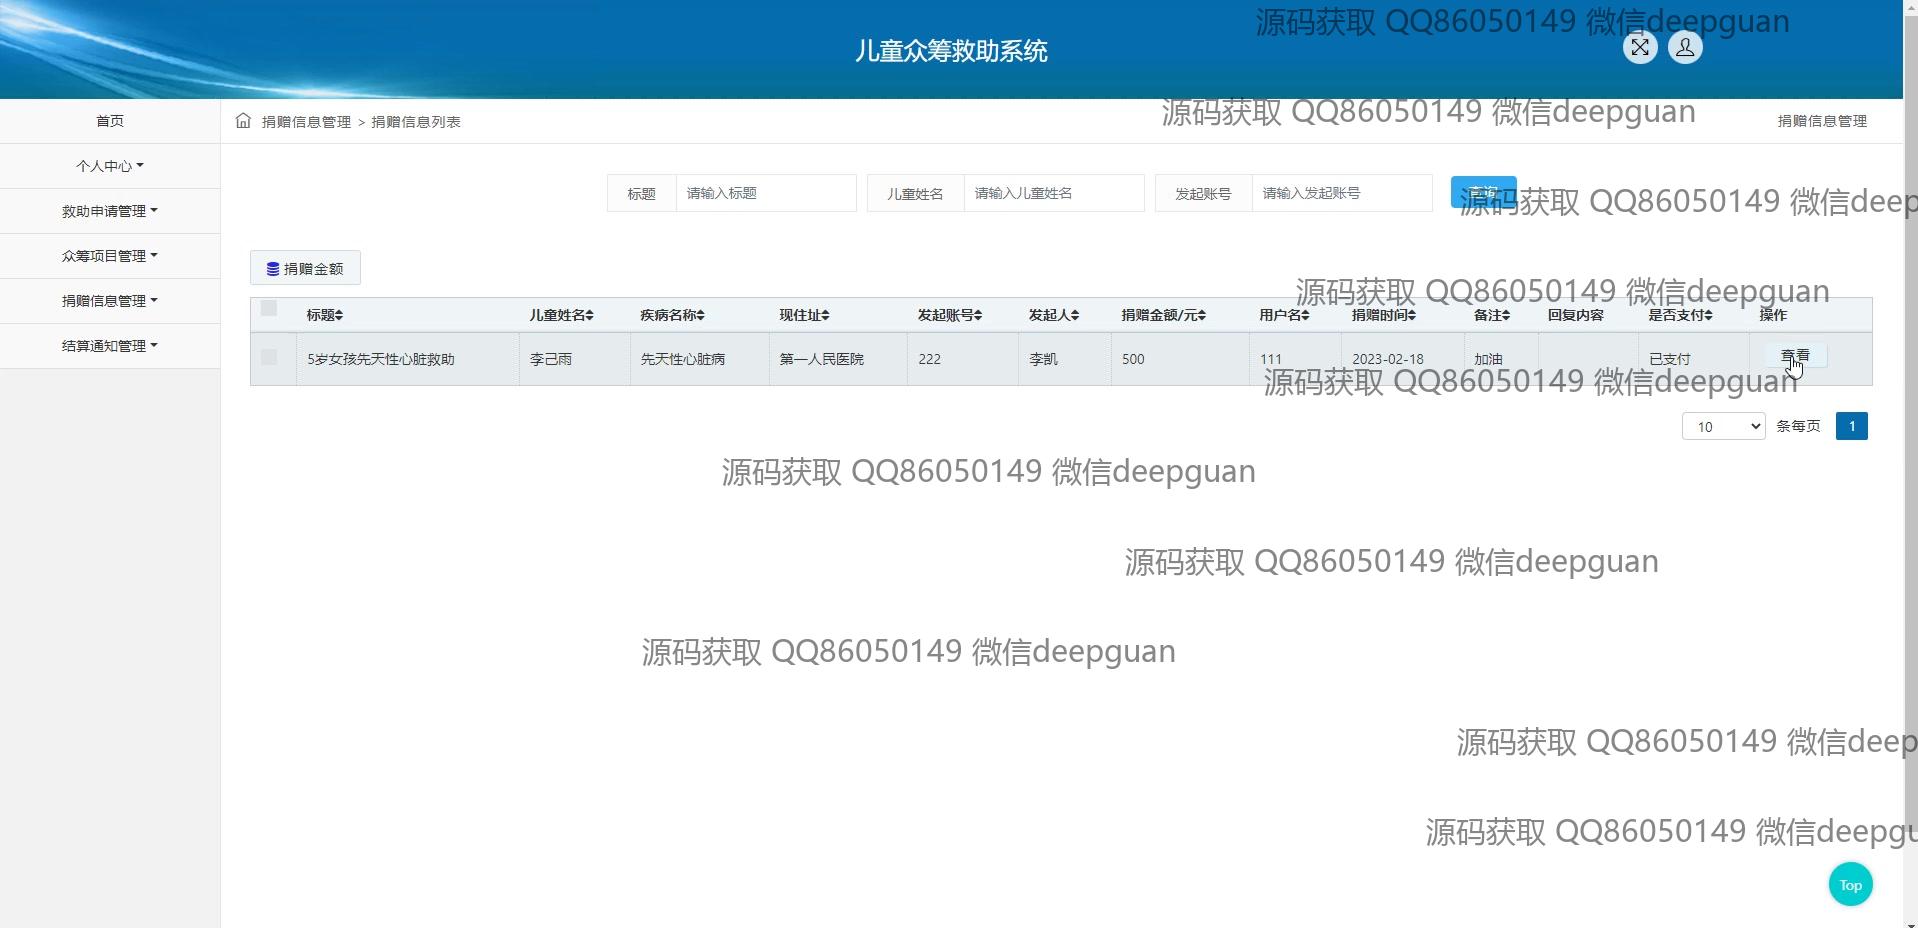 源码获取 QQ86050149 微信deepguan
儿童众筹救助系统
首页
捐赠信息管理 > 捐赠信息列表
源码获取 QQ86050149 微信deepguan
捐赠信息管理
个人中心
标题 请输入标题 儿童姓名 请输入儿童姓名 发起账号 请输入发起账号 查询
源码获取 QQ86050149 微信deep
救助申请管理
众筹项目管理
捐赠金额
源码获取 QQ86050149 微信deepguan
捐赠信息管理
标题 儿童姓名 疾病名称 现住址 发起账号 发起人 捐赠金额/元 用户名 捐赠时间 备注 回复内容 是否支付 操作
结算通知管理
5岁女孩先天性心脏救助 李己雨 先天性心脏病 第一人民医院 222 李凯 500 111 2023-02-18 加油 已支付 查看
源码获取 QQ86050149 微信deepguan
10 条每页 1
源码获取 QQ86050149 微信deepguan
源码获取 QQ86050149 微信deepguan
源码获取 QQ86050149 微信deepguan
源码获取 QQ86050149 微信deep
源码获取 QQ86050149 微信deepgu
Top